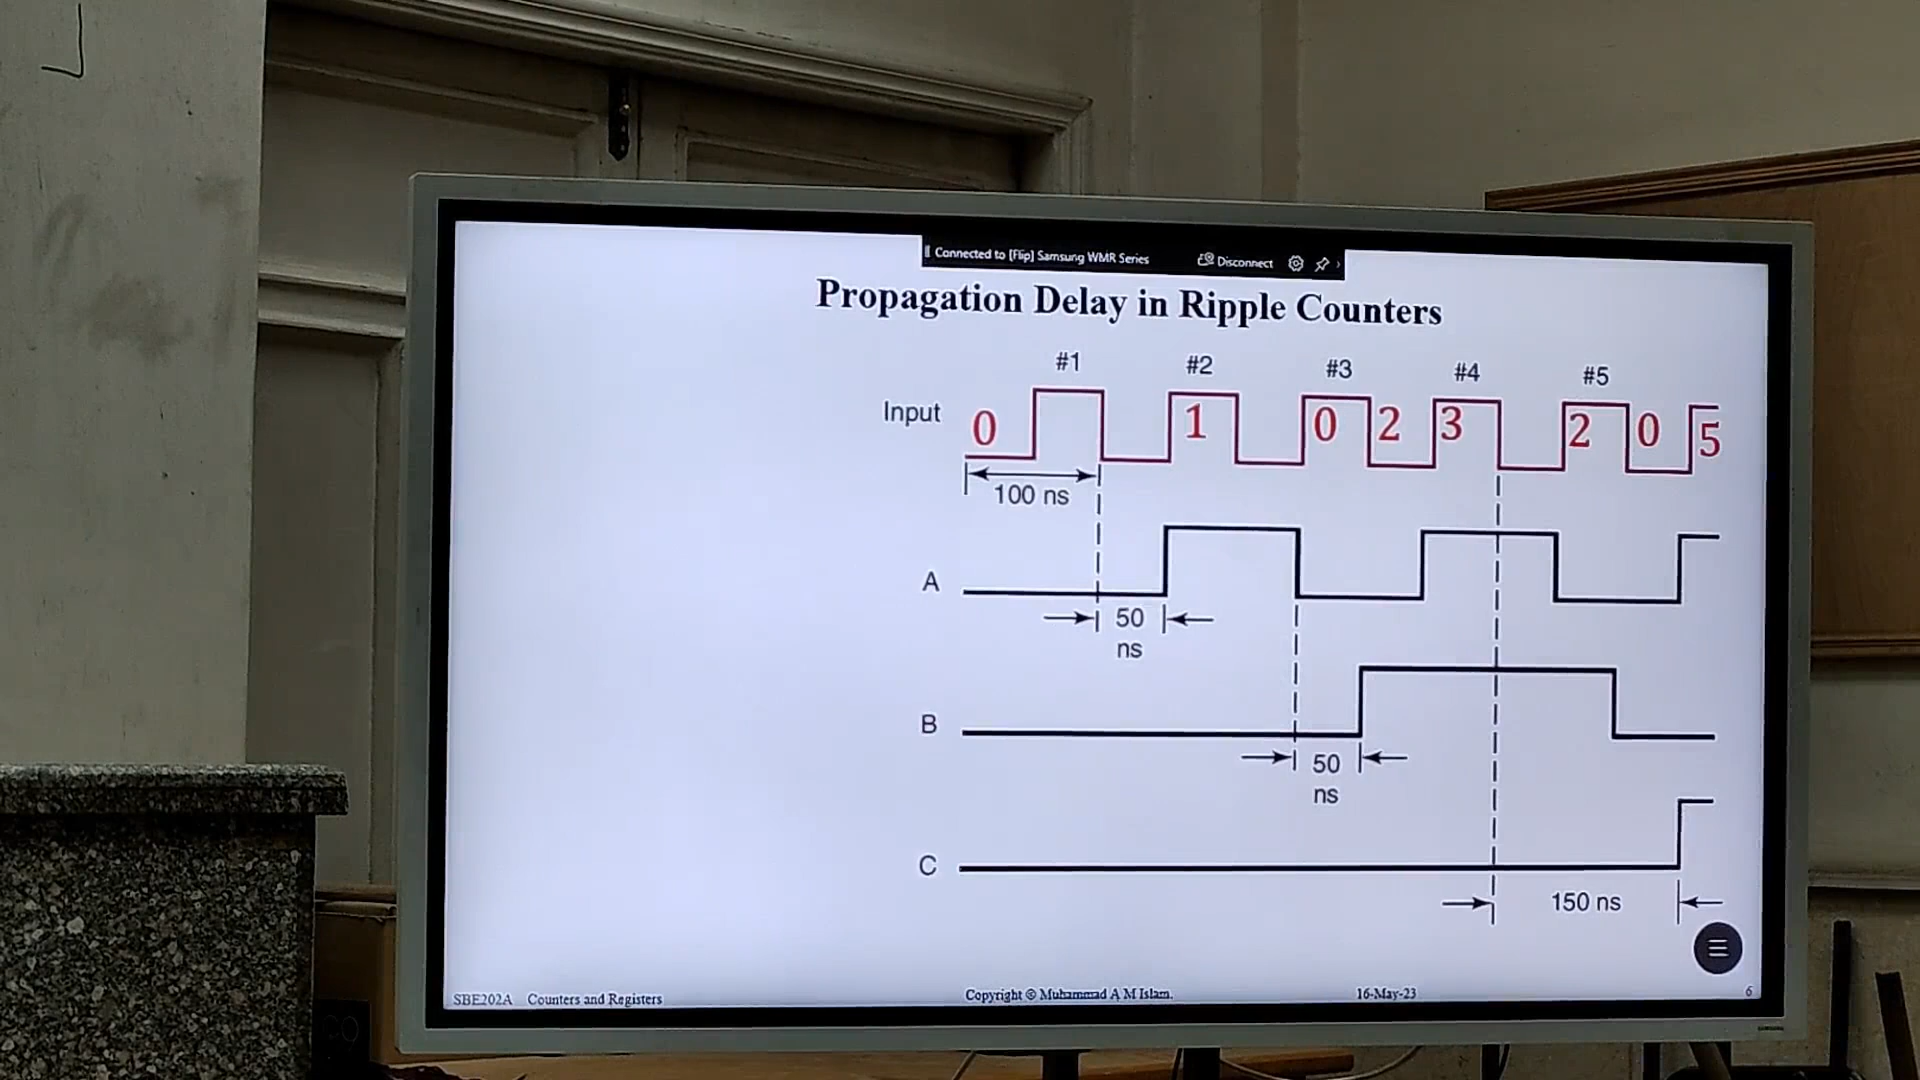 Connected to [Flip] Samsung WMR Series Disconnect
Propagation Delay in Ripple Counters
#1 #2 #3 #4 #5
Input 0 1 0 2 3 2 0 5
100 ns
A
50
ns
B
50
ns
C
150 ns
SBE202A Counters and Registers Copyright © Muhammad A M Islam. 16-May-23 6
SAMSUNG